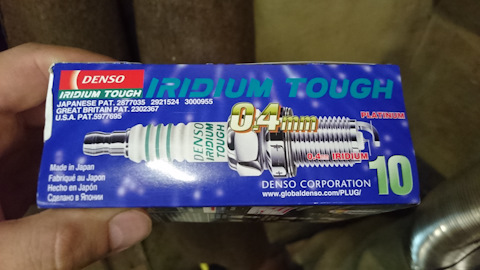 DENSO
IRIDIUM TOUGH
IRIDIUM TOUGH
JAPANESE PAT. 2877035 2921524 3000955
GREAT BRITAIN PAT. 2302367
U.S.A. PAT.5977695
0.4mm
PLATINUM
DENSO
IRIDIUM
TOUGH
0.4mm IRIDIUM
Made in Japan
Fabriqué au Japon
Hecho en Japón
Сделано в Японии
DENSO CORPORATION
www.globaldenso.com/PLUG/
10